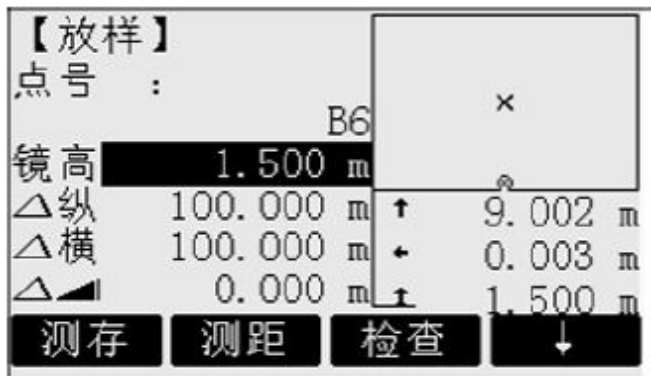 【放样】
点号 :
B6
镜高 1.500 m
△纵 100.000 m ↑ 9.002 m
△横 100.000 m ← 0.003 m
△◢ 0.000 m ↥ 1.500 m
测存 测距 检查 ↓